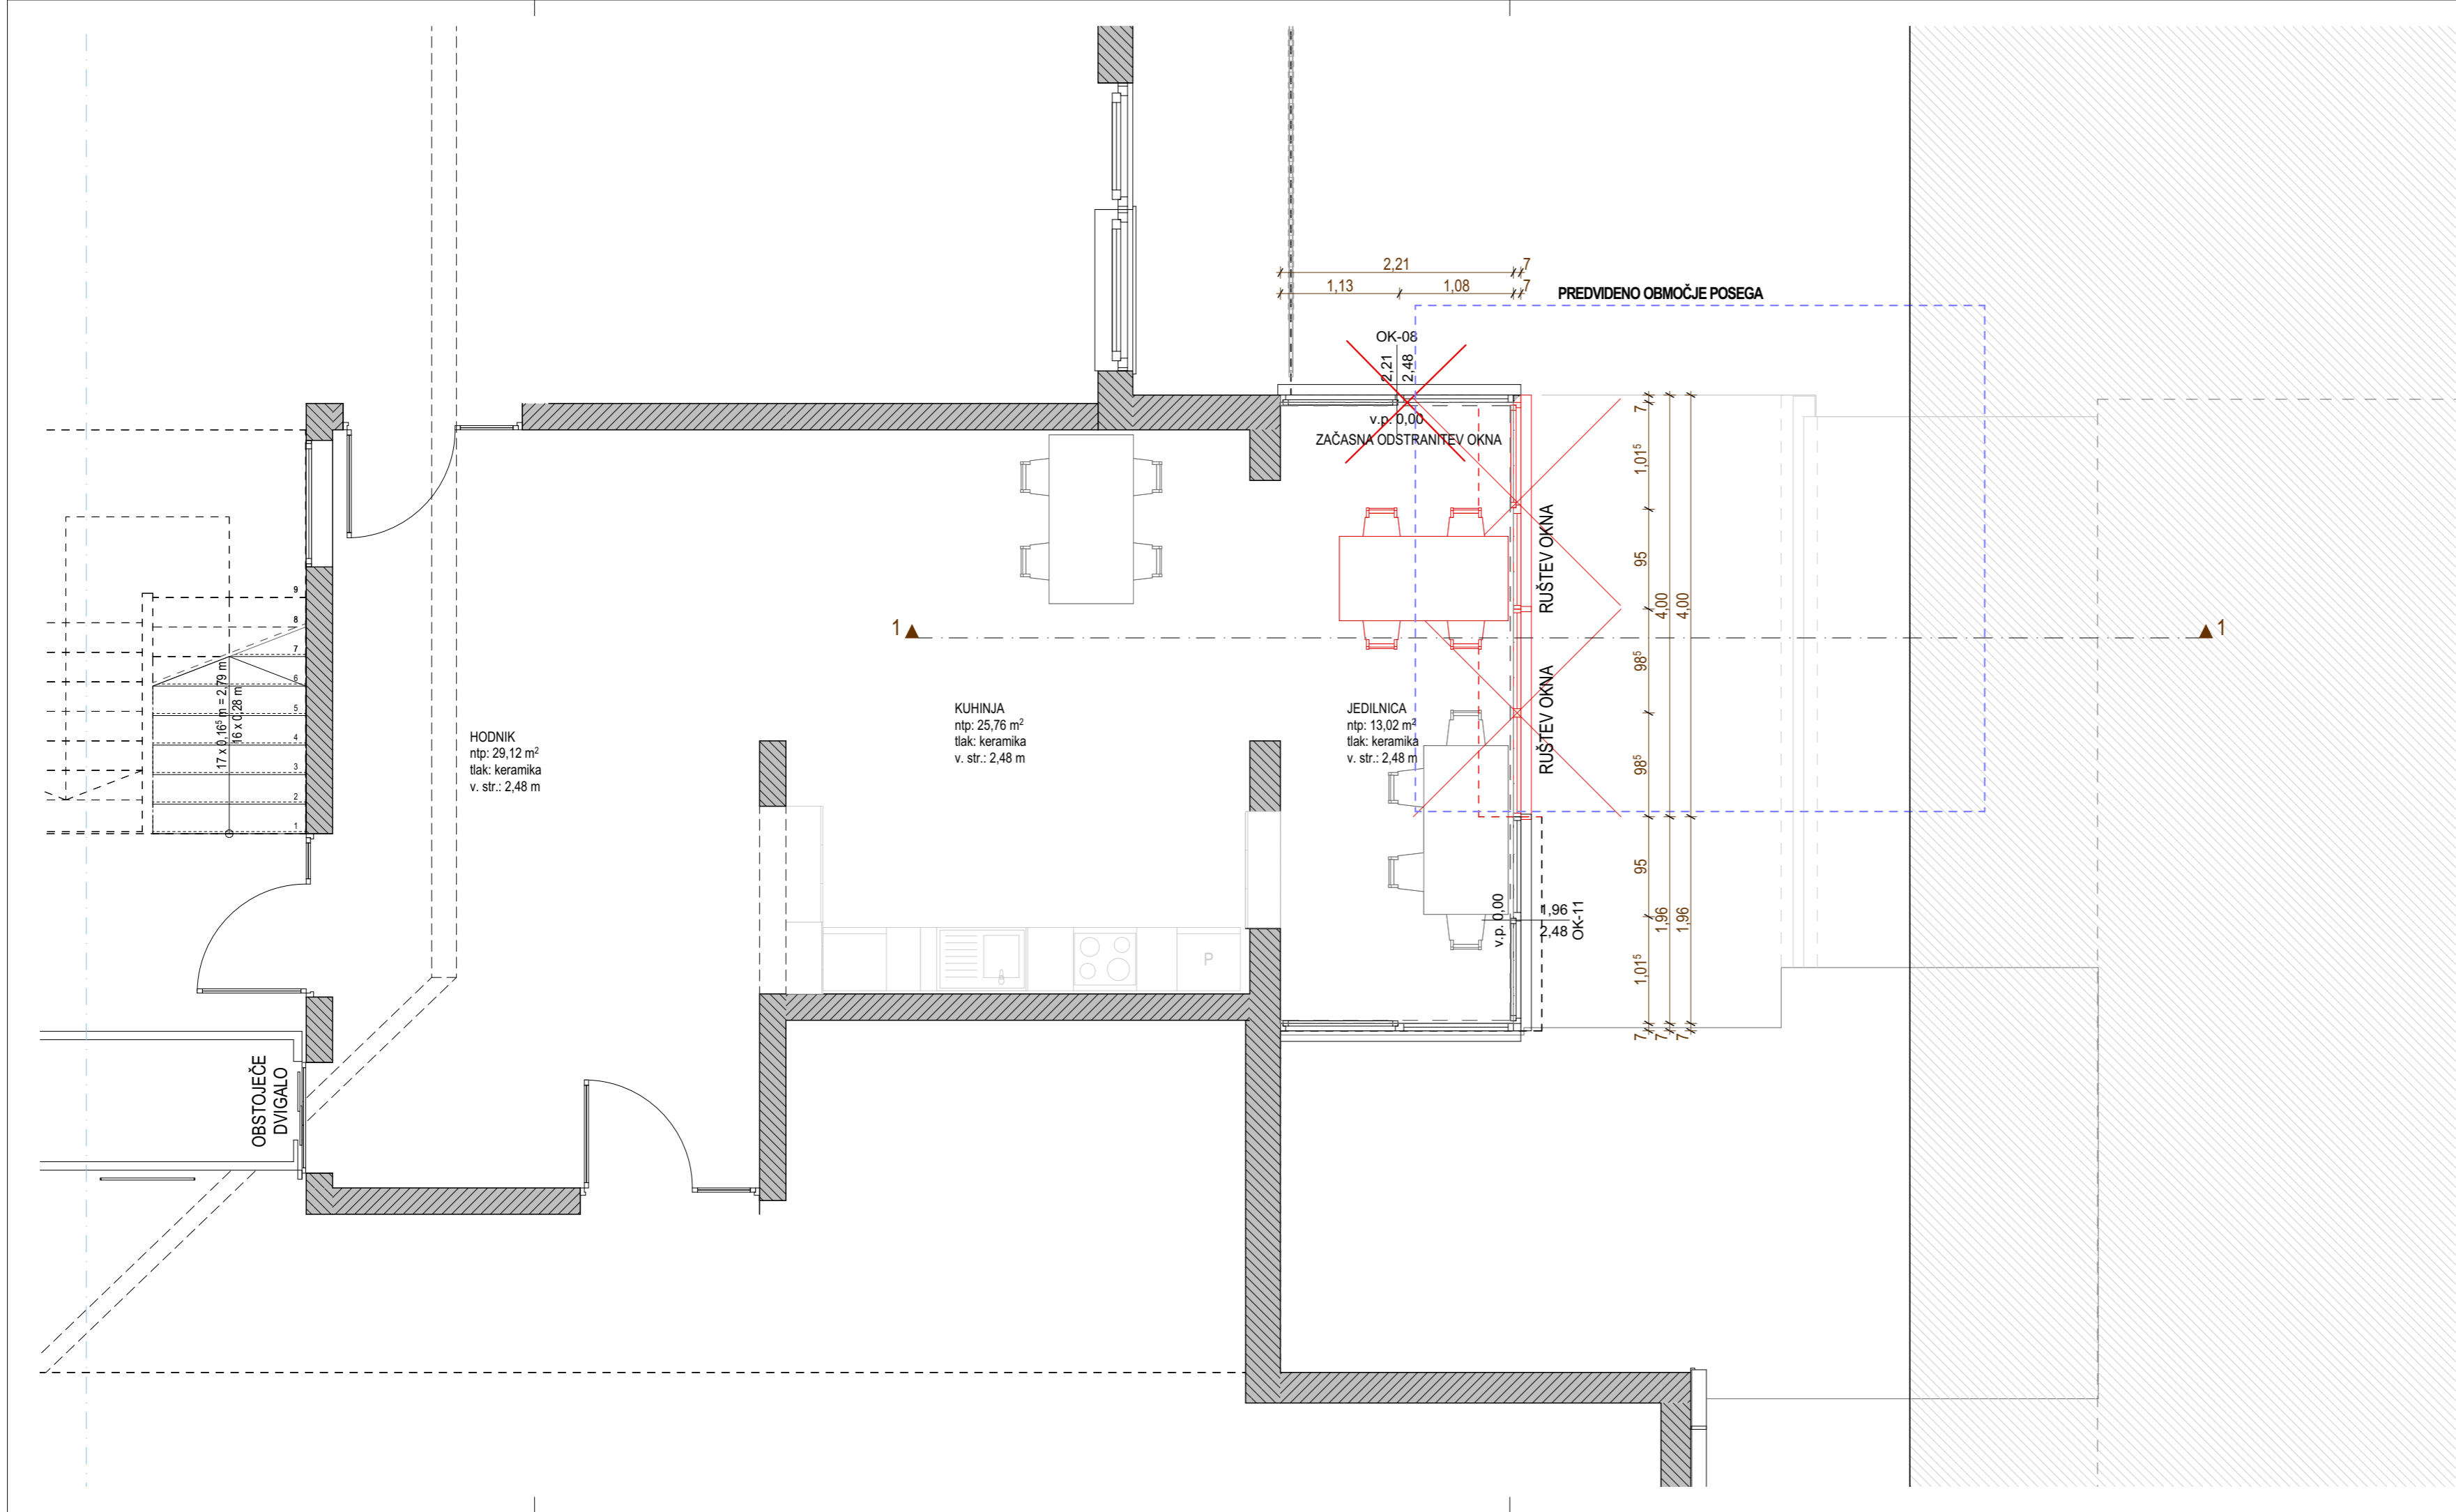 2,21
7
1,13
1,08
7
PREDVIDENO OBMOČJE POSEGA
OK-08
2,21
2,48
v.p. 0,00
ZAČASNA ODSTRANITEV OKNA
7
1,01⁵
95
98⁵
98⁵
95
1,01⁵
7
4,00
1,96
7
4,00
1,96
7
RUŠTEV OKNA
RUŠTEV OKNA
1
1
9
8
7
6
5
4
3
2
1
17 x 0,16⁵ m = 2,79 m
16 x 0,28 m
HODNIK
ntp: 29,12 m²
tlak: keramika
v. str.: 2,48 m
KUHINJA
ntp: 25,76 m²
tlak: keramika
v. str.: 2,48 m
JEDILNICA
ntp: 13,02 m²
tlak: keramika
v. str.: 2,48 m
v.p. 0,00
1,96
2,48
OK-11
P
OBSTOJEČE
DVIGALO